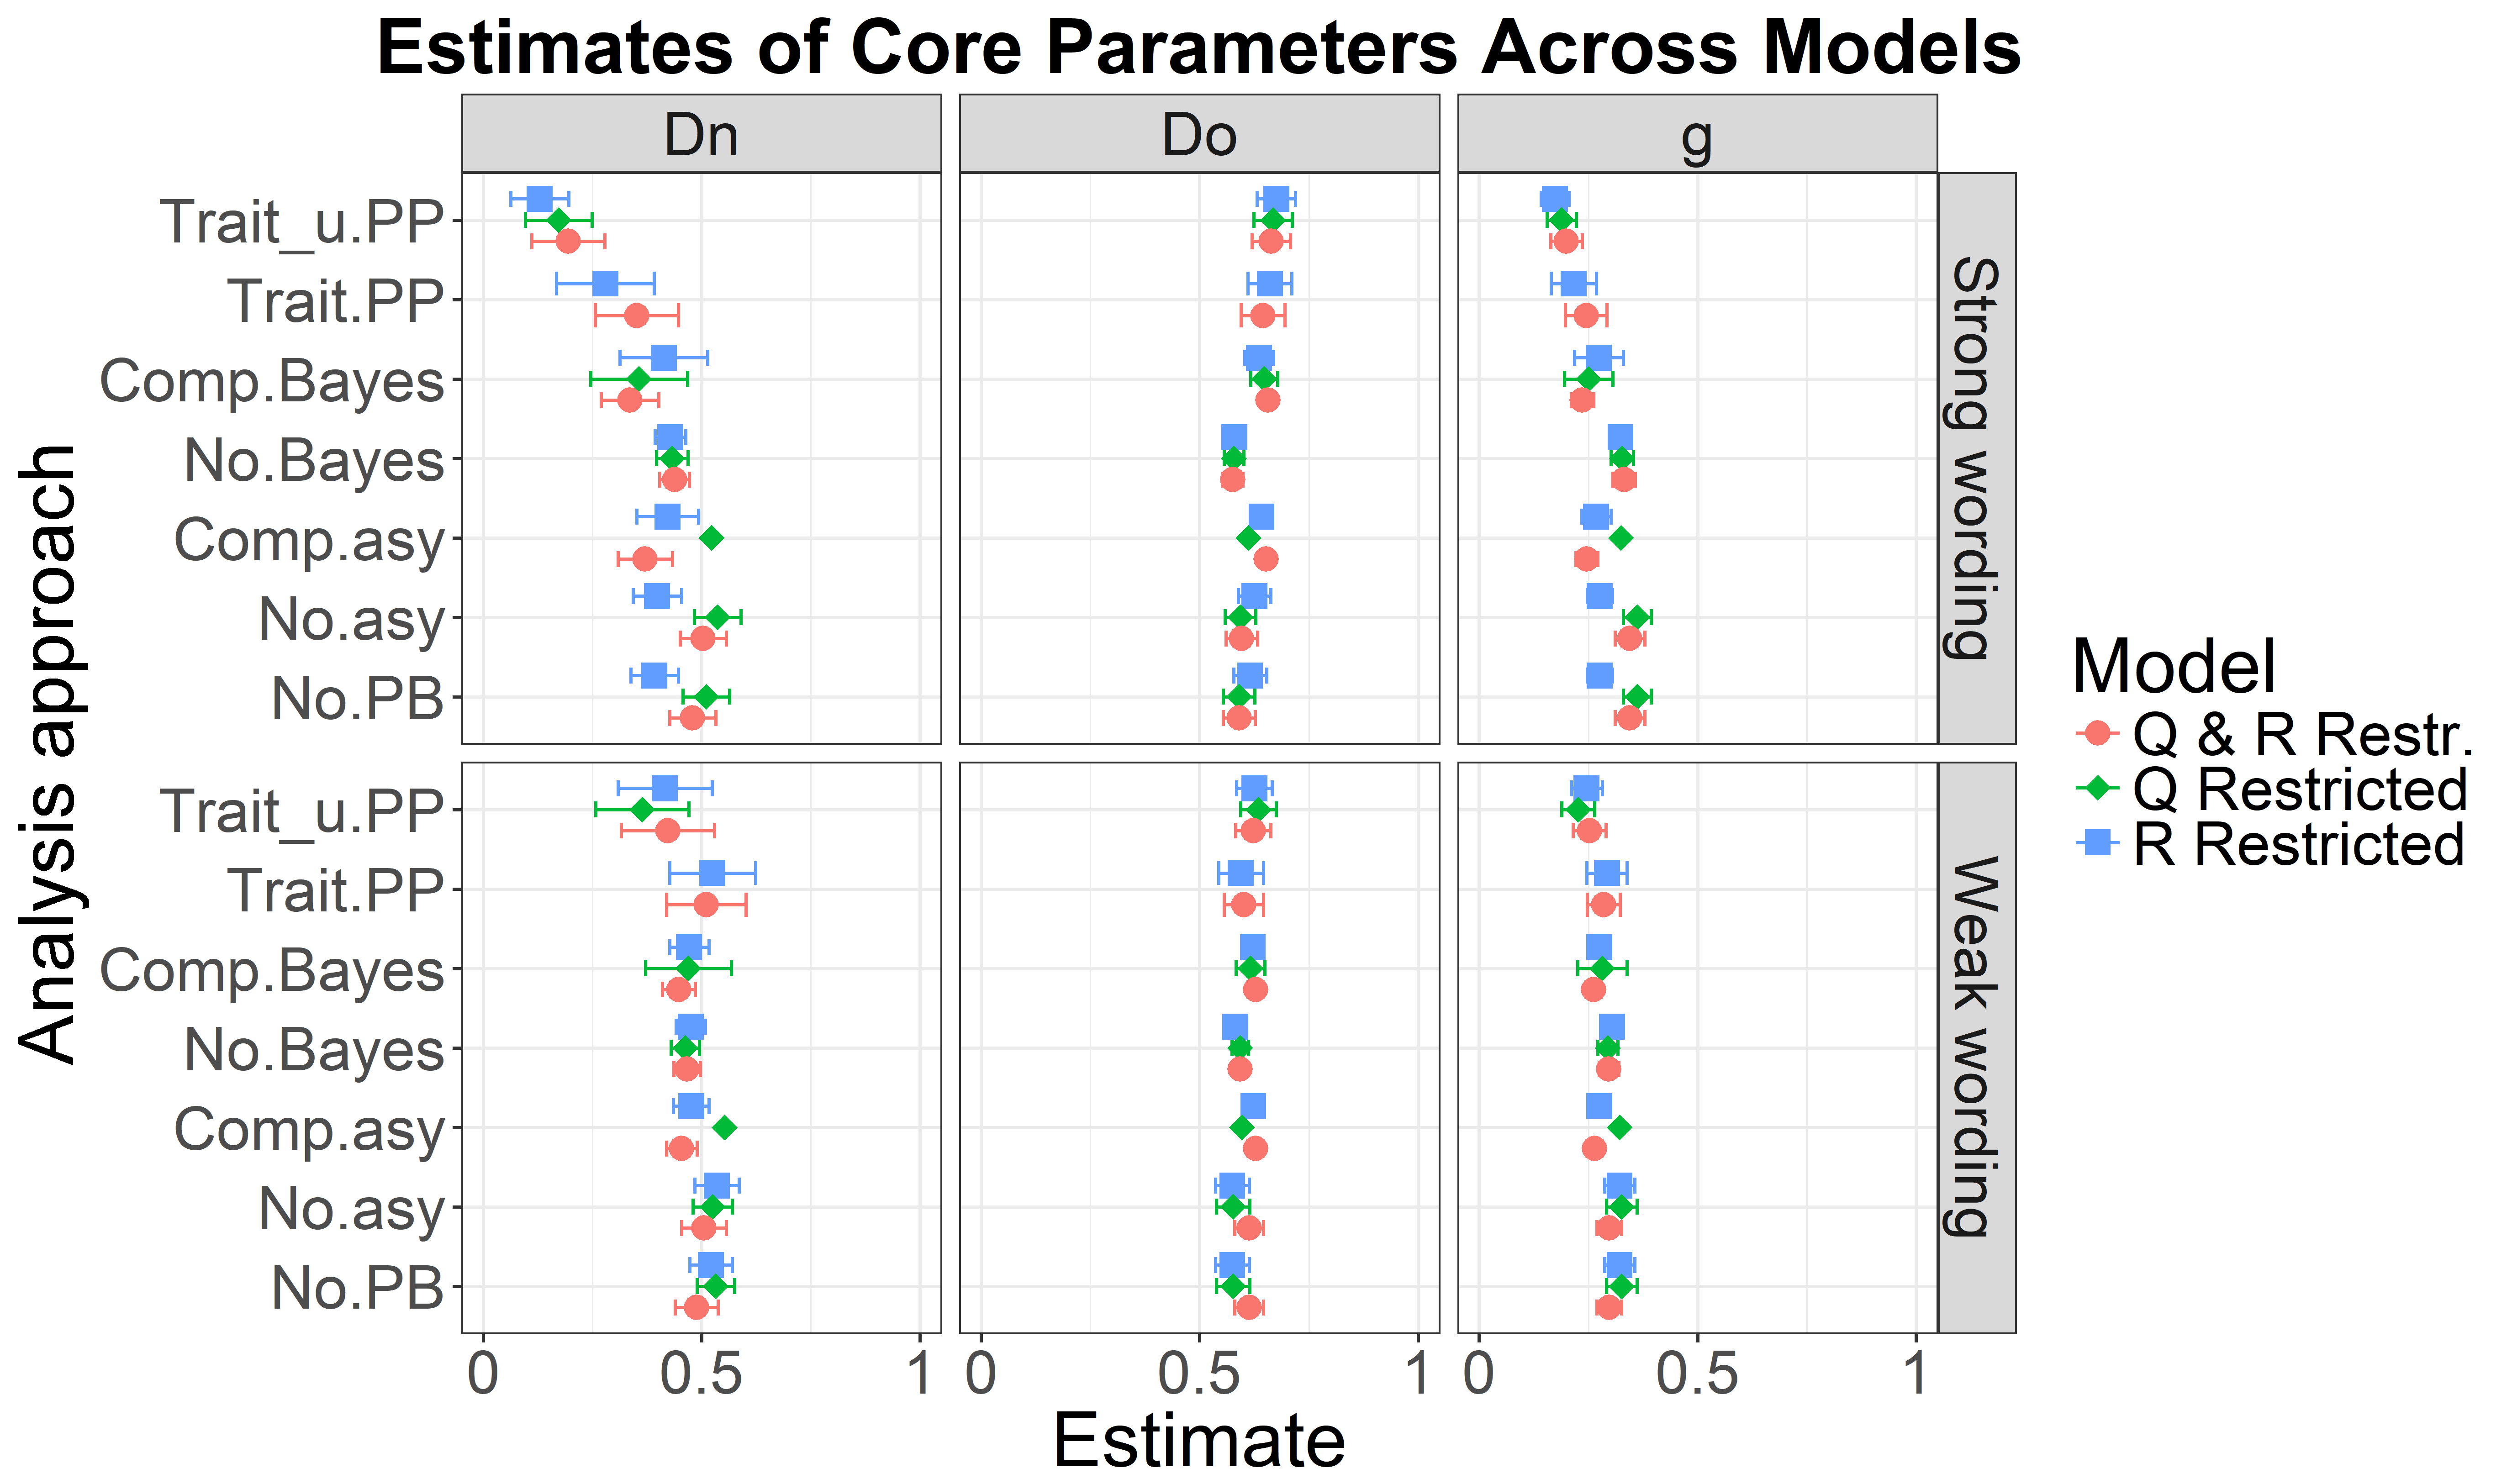 Estimates of Core Parameters Across Models
Dn
Do
g
Analysis approach
Trait_u.PP
Trait.PP
Comp.Bayes
No.Bayes
Comp.asy
No.asy
No.PB
Strong wording
Trait_u.PP
Trait.PP
Comp.Bayes
No.Bayes
Comp.asy
No.asy
No.PB
Weak wording
0 0.5 1
0 0.5 1
0 0.5 1
Estimate
Model
Q & R Restr.
Q Restricted
R Restricted